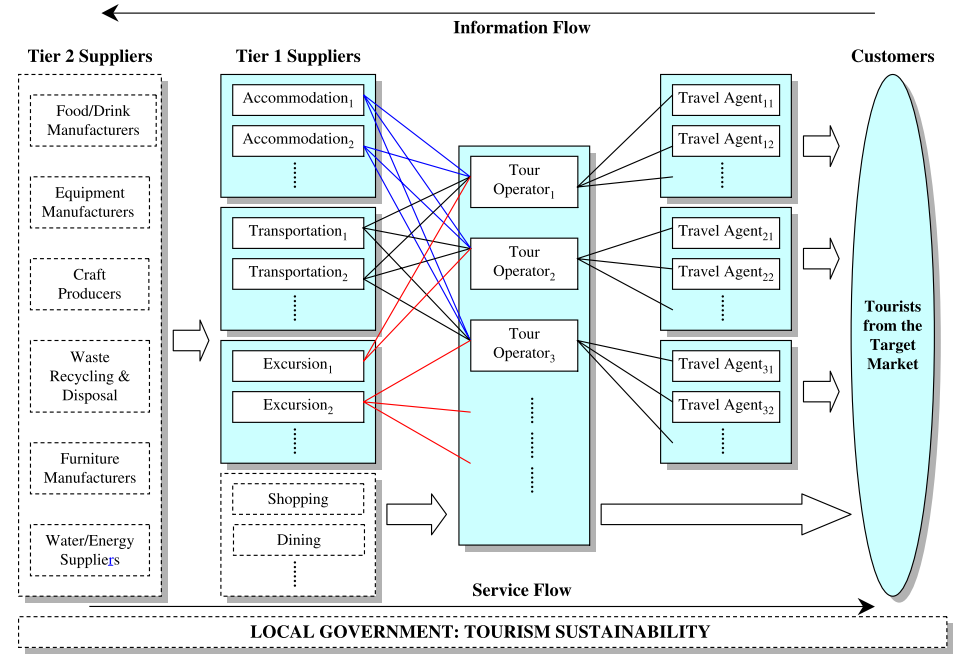 Information Flow
Tier 2 Suppliers
Tier 1 Suppliers
Customers
Food/Drink
Manufacturers
Equipment
Manufacturers
Craft
Producers
Waste
Recycling &
Disposal
Furniture
Manufacturers
Water/Energy
Suppliers
Accommodation1
Accommodation2
Transportation1
Transportation2
Excursion1
Excursion2
Shopping
Dining
Tour
Operator1
Tour
Operator2
Tour
Operator3
Travel Agent11
Travel Agent12
Travel Agent21
Travel Agent22
Travel Agent31
Travel Agent32
Tourists
from the
Target
Market
Service Flow
LOCAL GOVERNMENT: TOURISM SUSTAINABILITY